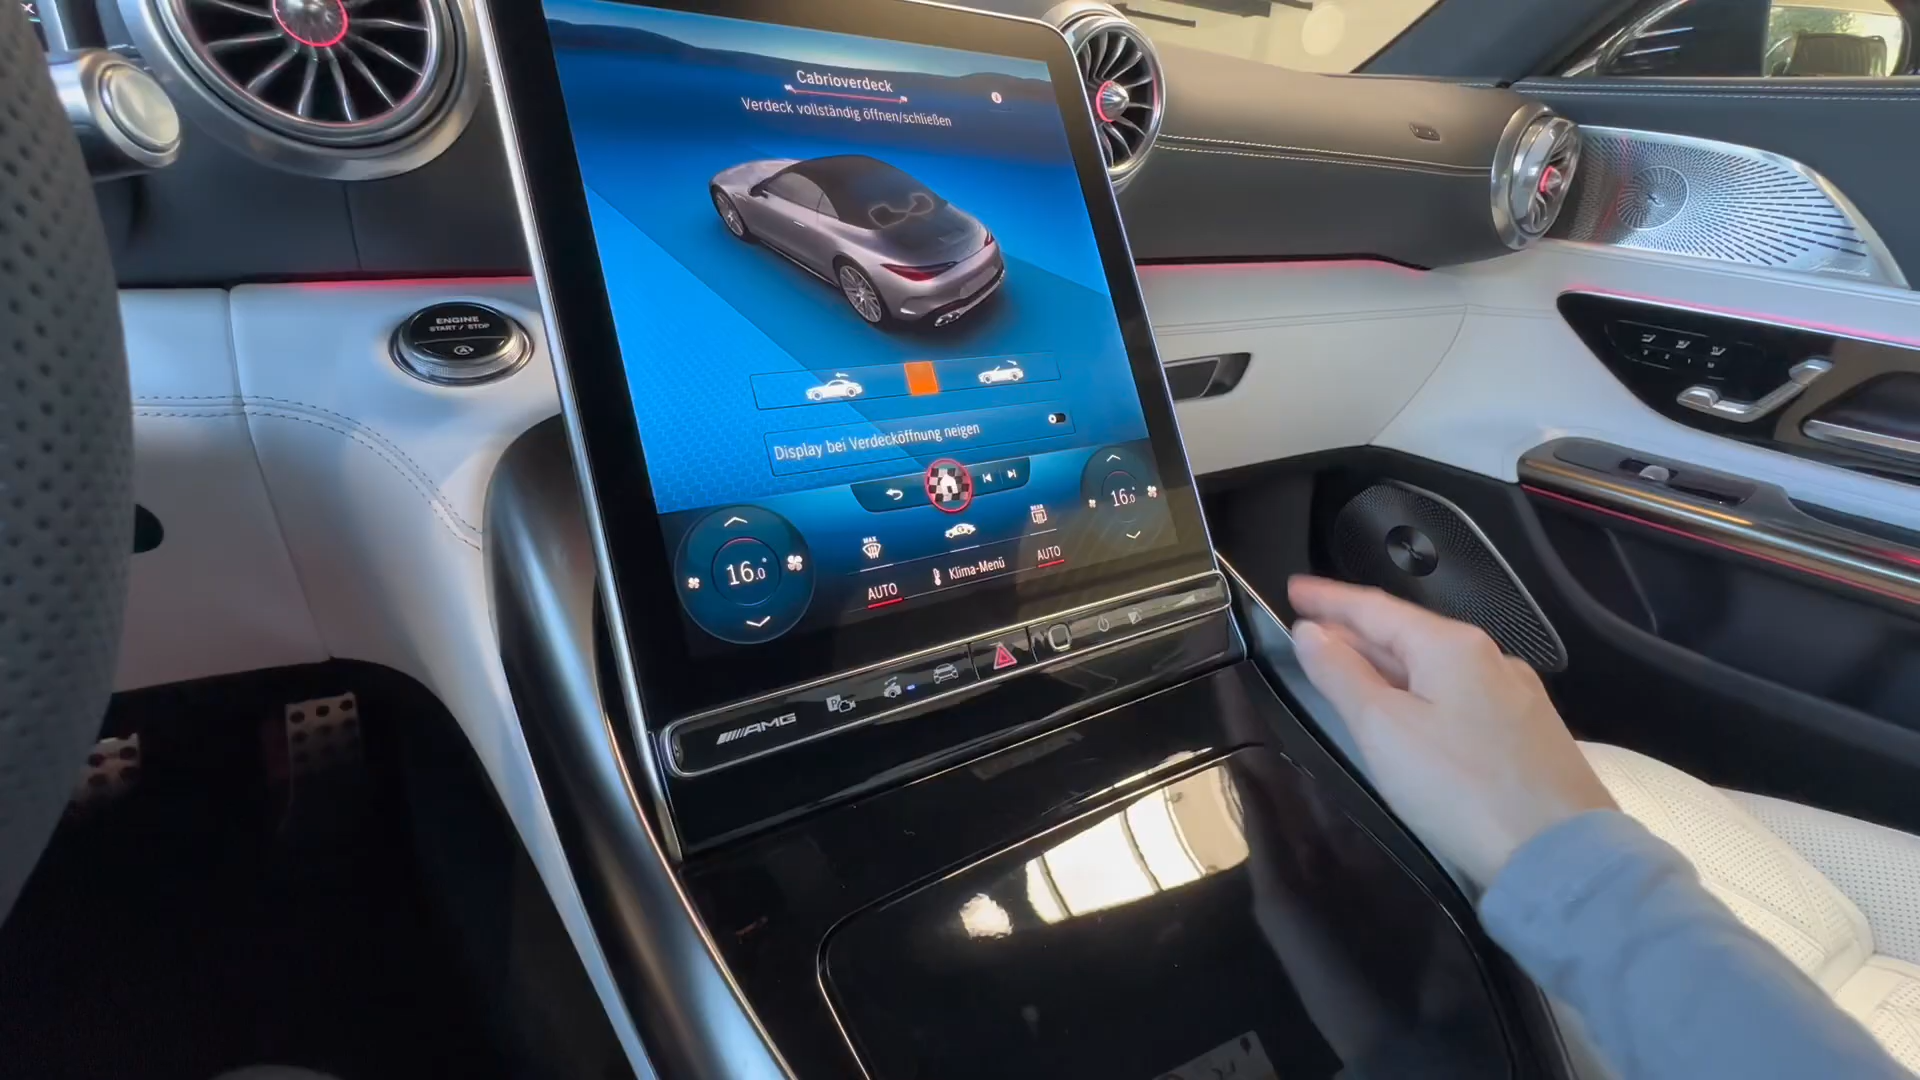 Cabrioverdeck
Verdeck vollständig öffnen/schließen
ENGINE
START / STOP
Display bei Verdecköffnung neigen
16.0°
16.0°
MAX
REAR
AUTO
Klima-Menü
AUTO
AMG